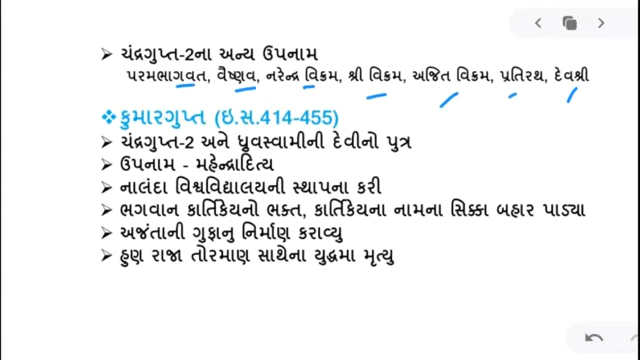 ➢ ચંદ્રગુપ્ત-2ના અન્ય ઉપનામ
પરમભાગવત, વૈષ્ણવ, નરેન્દ્ર વિક્રમ, શ્રી વિક્રમ, અજિત વિક્રમ, પ્રતિરથ, દેવશ્રી
❖ કુમારગુપ્ત (ઇ.સ.414-455)
➢ ચંદ્રગુપ્ત-2 અને ધ્રુવસ્વામીની દેવીનો પુત્ર
➢ ઉપનામ - મહેન્દ્રાદિત્ય
➢ નાલંદા વિશ્વવિદ્યાલયની સ્થાપના કરી
➢ ભગવાન કાર્તિકેયનો ભક્ત, કાર્તિકેયના નામના સિક્કા બહાર પાડ્યા
➢ અજંતાની ગુફાનુ નિર્માણ કરાવ્યુ
➢ હુણ રાજા તોરમાણ સાથેના યુદ્ધમા મૃત્યુ